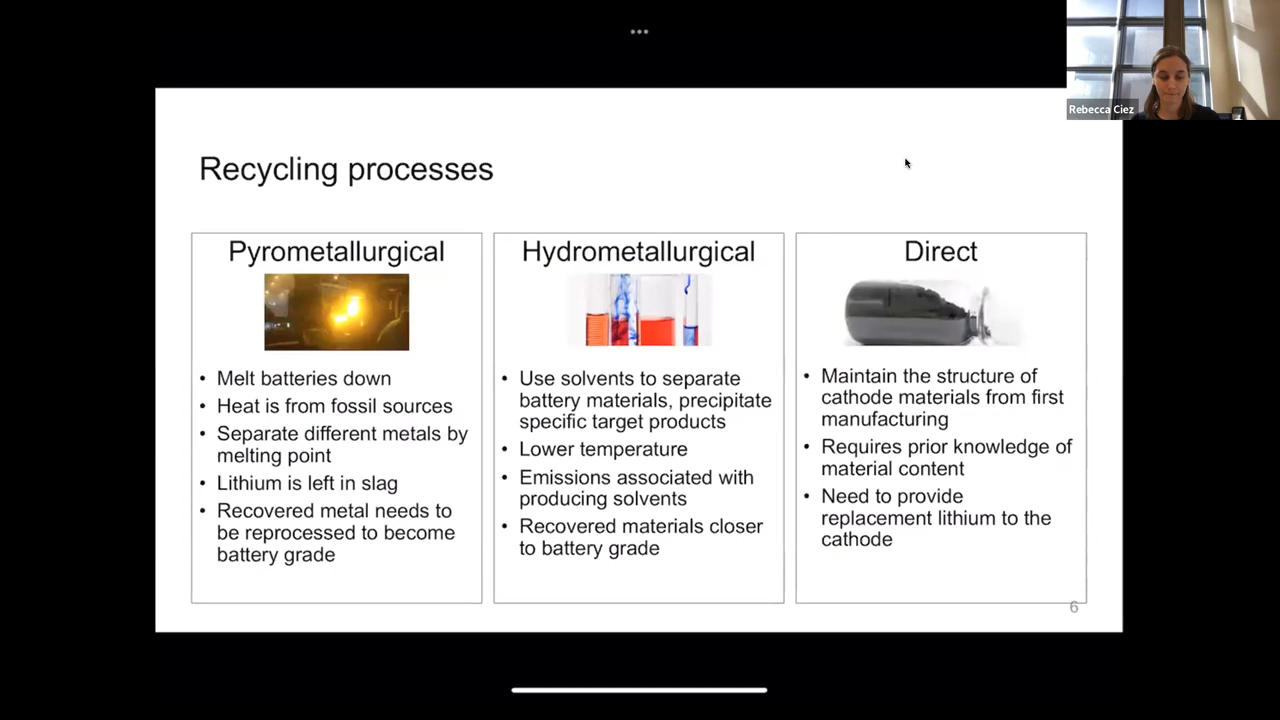 Rebecca Ciez
Recycling processes
Pyrometallurgical
• Melt batteries down
• Heat is from fossil sources
• Separate different metals by
melting point
• Lithium is left in slag
• Recovered metal needs to
be reprocessed to become
battery grade
Hydrometallurgical
• Use solvents to separate
battery materials, precipitate
specific target products
• Lower temperature
• Emissions associated with
producing solvents
• Recovered materials closer
to battery grade
Direct
• Maintain the structure of
cathode materials from first
manufacturing
• Requires prior knowledge of
material content
• Need to provide
replacement lithium to the
cathode
6